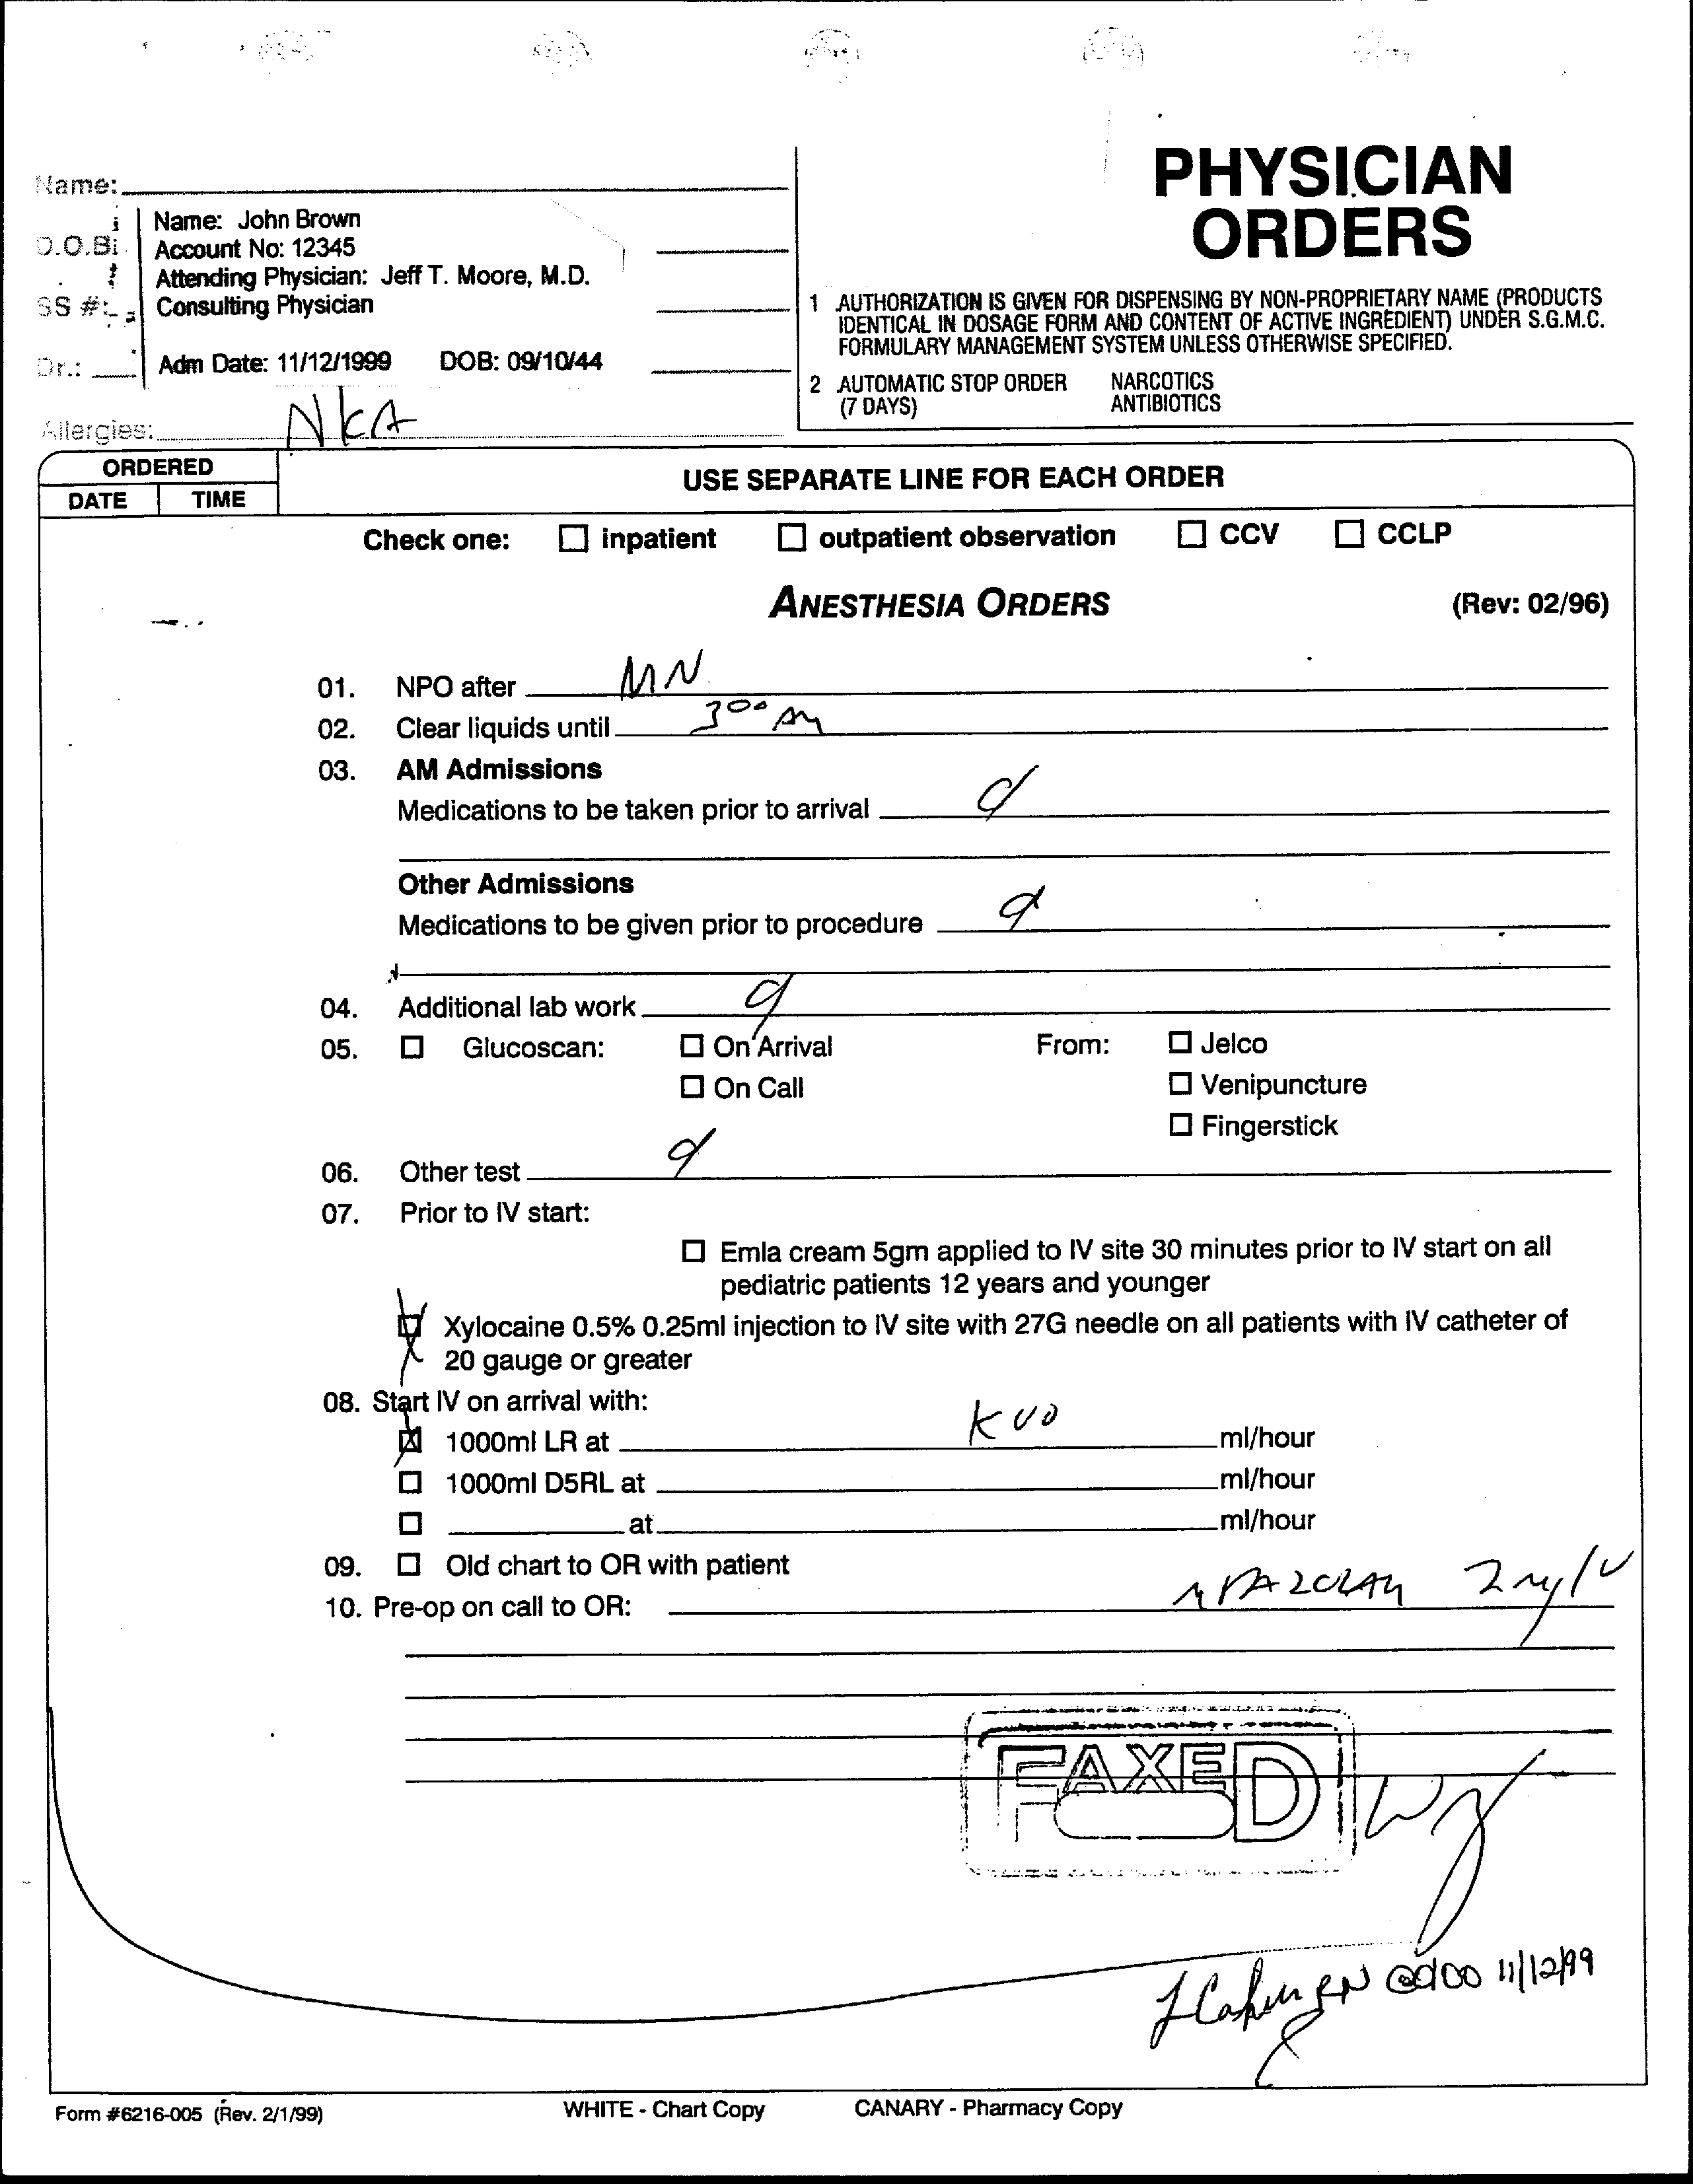 PHYSICIAN
ORDERS
Name:
Name: John Brown
D.O.B
Account No: 12345
Attending Physician: Jeff T. Moore, M.D.
SS #:
Consulting Physician
Dr.:
Adm Date: 11/12/1999 DOB: 09/10/44
Allergies: NKA
1 AUTHORIZATION IS GIVEN FOR DISPENSING BY NON-PROPRIETARY NAME (PRODUCTS
IDENTICAL IN DOSAGE FORM AND CONTENT OF ACTIVE INGREDIENT) UNDER S.G.M.C.
FORMULARY MANAGEMENT SYSTEM UNLESS OTHERWISE SPECIFIED.
2 AUTOMATIC STOP ORDER NARCOTICS
(7 DAYS) ANTIBIOTICS
ORDERED
DATE TIME
USE SEPARATE LINE FOR EACH ORDER
Check one: inpatient outpatient observation CCV CCLP
ANESTHESIA ORDERS (Rev: 02/96)
01. NPO after MN
02. Clear liquids until 300 AM
03. AM Admissions
Medications to be taken prior to arrival
Other Admissions
Medications to be given prior to procedure
04. Additional lab work
05. Glucoscan: On Arrival From: Jelco
On Call Venipuncture
Fingerstick
06. Other test
07. Prior to IV start:
Emla cream 5gm applied to IV site 30 minutes prior to IV start on all
pediatric patients 12 years and younger
Xylocaine 0.5% 0.25ml injection to IV site with 27G needle on all patients with IV catheter of
20 gauge or greater
08. Start IV on arrival with:
1000ml LR at KVO ml/hour
1000ml D5RL at ml/hour
at ml/hour
09. Old chart to OR with patient
10. Pre-op on call to OR:
FAXED
RN 11/12/99
Form #6216-005 (Rev. 2/1/99) WHITE - Chart Copy CANARY - Pharmacy Copy